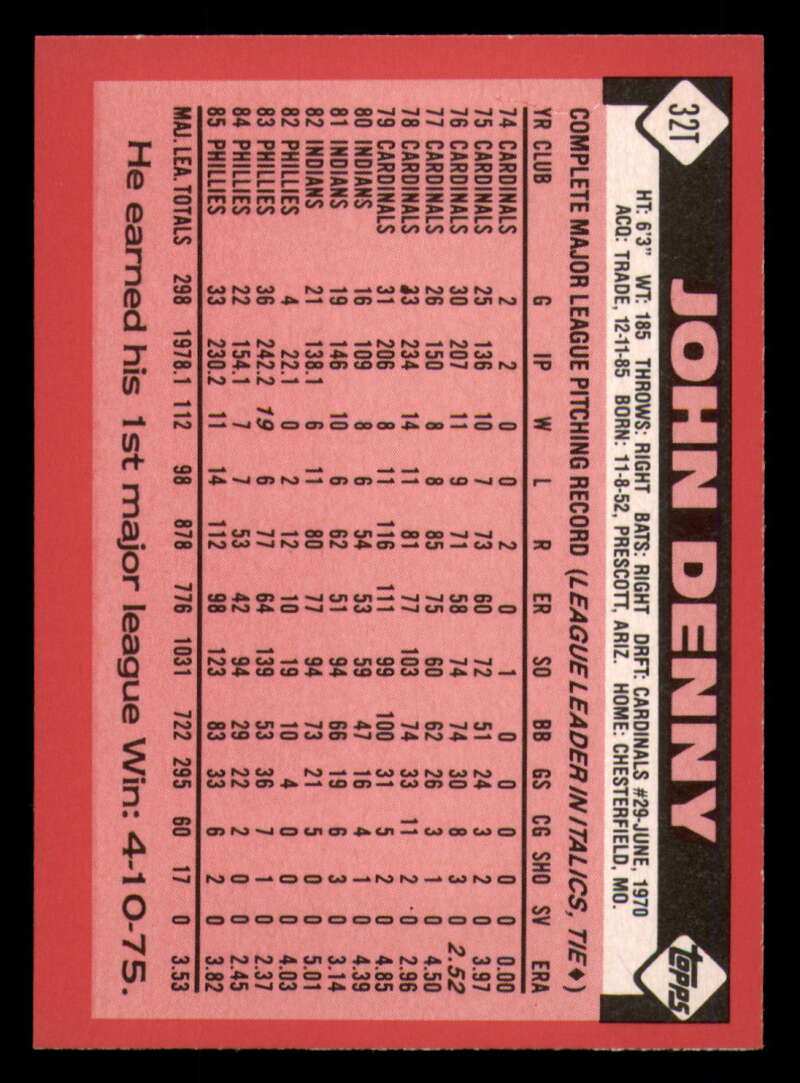 32T
JOHN DENNY
topps
HT: 6'3" WT: 185 THROWS: RIGHT BATS: RIGHT DRFT: CARDINALS #29-JUNE, 1970
ACQ: TRADE, 12-11-85 BORN: 11-8-52, PRESCOTT, ARIZ. HOME: CHESTERFIELD, MO.
COMPLETE MAJOR LEAGUE PITCHING RECORD (LEAGUE LEADER IN ITALICS, TIE♦)
YR CLUB G IP W L R ER SO BB GS CG SHO SV ERA
74 CARDINALS 2 2 0 0 2 0 1 0 0 0 0 0 0.00
75 CARDINALS 25 136 10 7 73 60 72 51 24 3 2 0 3.97
76 CARDINALS 30 207 11 9 71 58 74 74 30 8 3 0 2.52
77 CARDINALS 26 150 8 8 85 75 60 62 26 3 1 0 4.50
78 CARDINALS 33 234 14 11 81 77 103 74 33 11 2 0 2.96
79 CARDINALS 31 206 8 11 116 111 99 100 31 5 2 0 4.85
80 INDIANS 16 109 8 6 54 53 59 47 16 4 1 0 4.39
81 INDIANS 19 146 10 6 62 51 94 66 19 6 3 0 3.14
82 INDIANS 21 138.1 6 11 80 77 94 73 21 5 0 0 5.01
82 PHILLIES 4 22.1 0 2 12 10 19 10 4 0 0 0 4.03
83 PHILLIES 36 242.2 19 6 77 64 139 53 36 7 1 0 2.37
84 PHILLIES 22 154.1 7 7 53 42 94 29 22 2 0 0 2.45
85 PHILLIES 33 230.2 11 14 112 98 123 83 33 6 2 0 3.82
MAJ. LEA. TOTALS 298 1978.1 112 98 878 776 1031 722 295 60 17 0 3.53
He earned his 1st major league Win: 4-10-75.